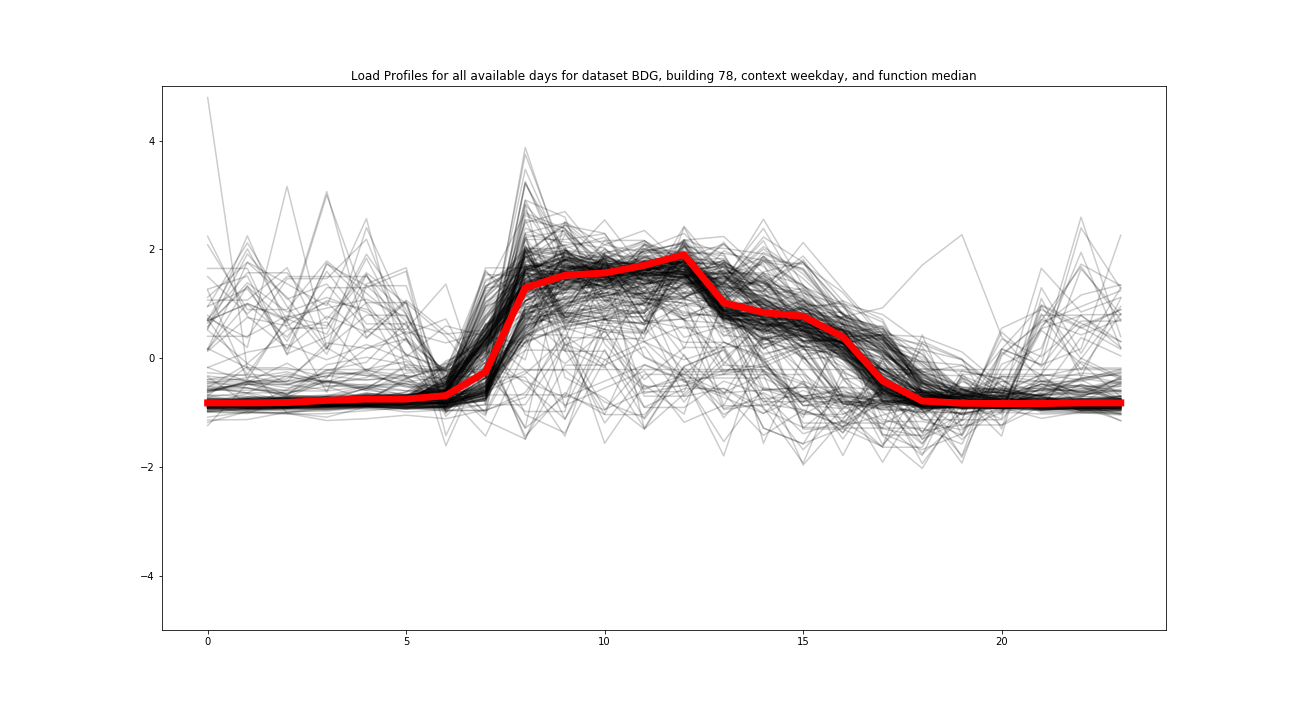 Load Profiles for all available days for dataset BDG, building 78, context weekday, and function median
4
2
0
−2
−4
0 5 10 15 20